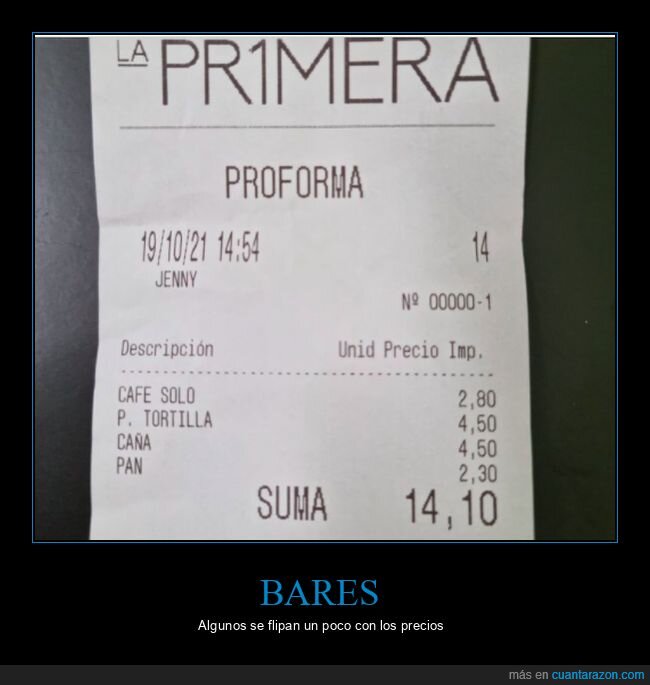 LA PR1MERA
PROFORMA
19/10/21 14:54 14
JENNY
Nº 00000-1
Descripción Unid Precio Imp.
CAFE SOLO 2,80
P. TORTILLA 4,50
CAÑA 4,50
PAN 2,30
SUMA 14,10
BARES
Algunos se flipan un poco con los precios
más en cuantarazon.com